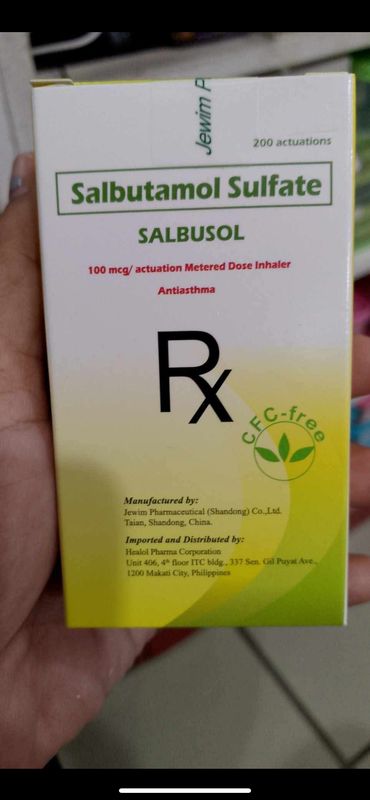 Jewim P
200 actuations
Salbutamol Sulfate
SALBUSOL
100 mcg/ actuation Metered Dose Inhaler
Antiasthma
Rx
CFC-free
Manufactured by:
Jewim Pharmaceutical (Shandong) Co.,Ltd.
Taian, Shandong, China.
Imported and Distributed by:
Healol Pharma Corporation
Unit 406, 4th floor ITC bldg., 337 Sen. Gil Puyat Ave.,
1200 Makati City, Philippines